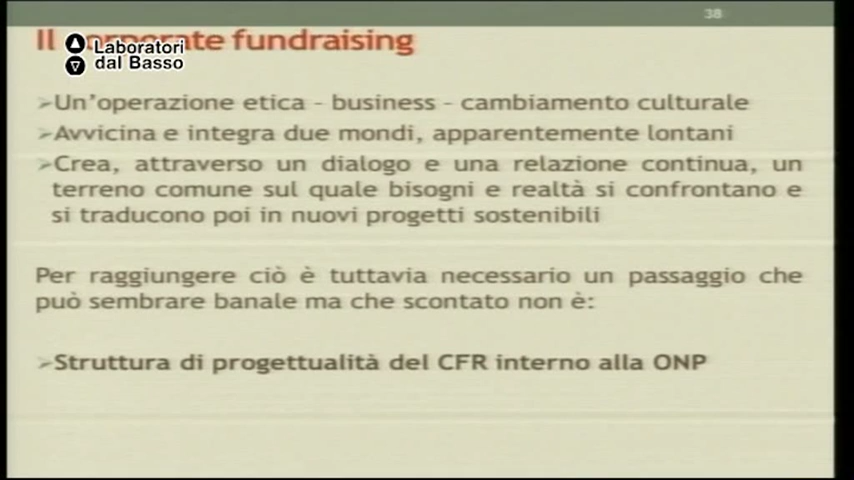 38
Il corporate fundraising
Laboratori
dal Basso
➢Un'operazione etica - business - cambiamento culturale
➢Avvicina e integra due mondi, apparentemente lontani
➢Crea, attraverso un dialogo e una relazione continua, un
terreno comune sul quale bisogni e realtà si confrontano e
si traducono poi in nuovi progetti sostenibili
Per raggiungere ciò è tuttavia necessario un passaggio che
può sembrare banale ma che scontato non è:
➢Struttura di progettualità del CFR interno alla ONP